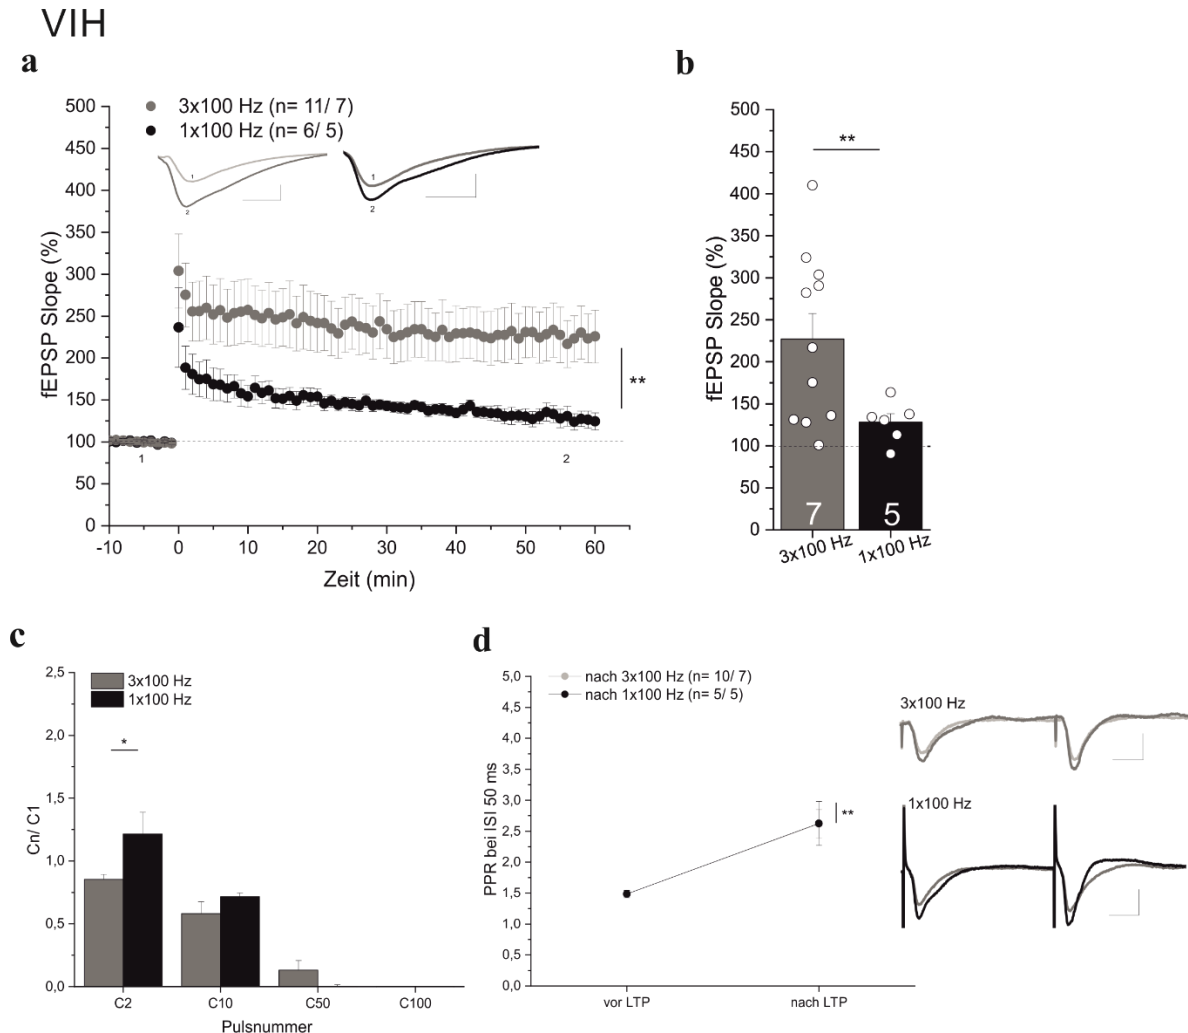 VIH
a
3x100 Hz (n= 11/ 7)
1x100 Hz (n= 6/ 5)
fEPSP Slope (%)
500
450
400
350
300
250
200
150
100
50
0
1
2
1
2
**
1
2
-10
0
10
20
30
40
50
60
Zeit (min)
b
fEPSP Slope (%)
500
450
400
350
300
250
200
150
100
50
0
**
7
5
3x100 Hz
1x100 Hz
c
3x100 Hz
1x100 Hz
Cn/ C1
2,5
2,0
1,5
1,0
0,5
0,0
*
C2
C10
C50
C100
Pulsnummer
d
nach 3x100 Hz (n= 10/ 7)
nach 1x100 Hz (n= 5/ 5)
PPR bei ISI 50 ms
5,0
4,5
4,0
3,5
3,0
2,5
2,0
1,5
1,0
0,5
0,0
**
vor LTP
nach LTP
3x100 Hz
1x100 Hz